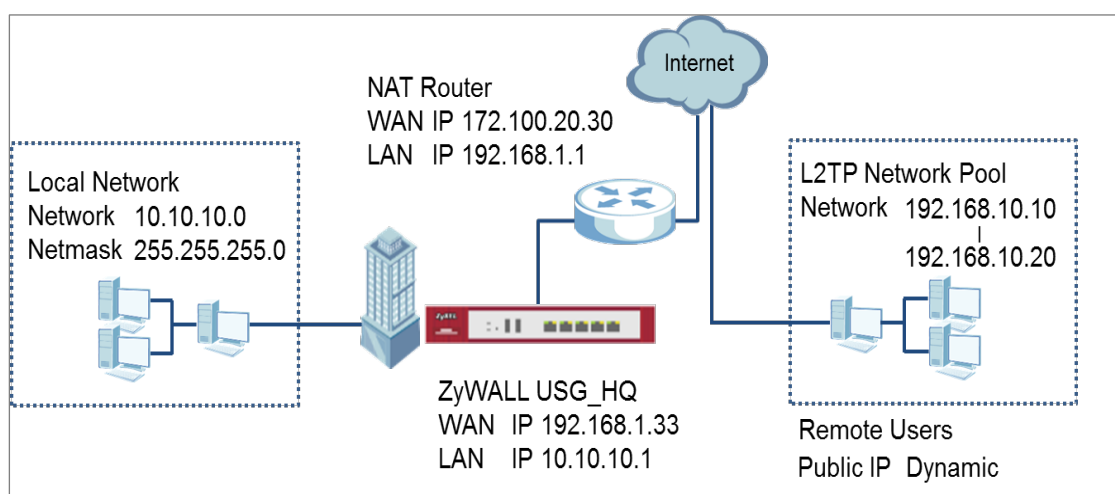 Internet
NAT Router
WAN IP 172.100.20.30
LAN IP 192.168.1.1
Local Network
Network 10.10.10.0
Netmask 255.255.255.0
L2TP Network Pool
Network 192.168.10.10
|
192.168.10.20
ZyXEL
ZyWALL USG_HQ
WAN IP 192.168.1.33
LAN IP 10.10.10.1
Remote Users
Public IP Dynamic